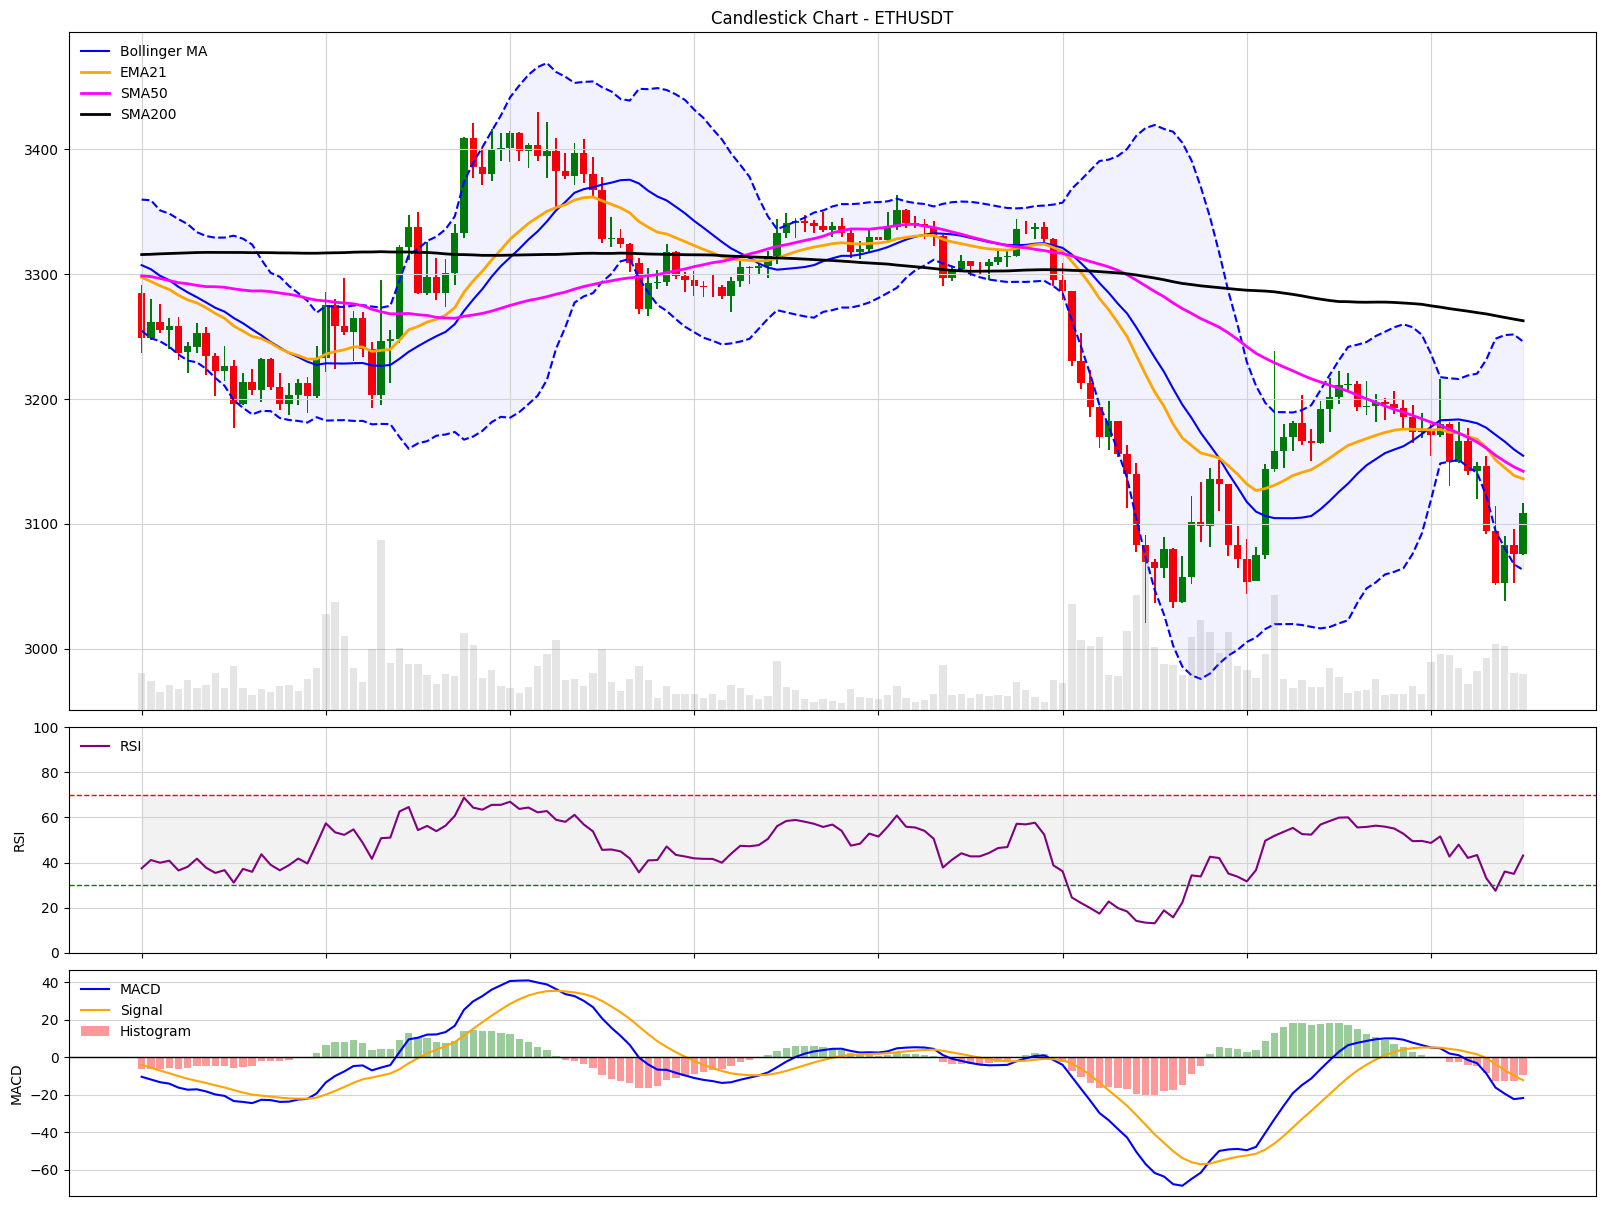 Candlestick Chart - ETHUSDT
Bollinger MA
EMA21
SMA50
SMA200
3400
3300
3200
3100
3000
RSI
100
80
60
40
20
0
RSI
MACD
Signal
Histogram
40
20
0
−20
−40
−60
MACD